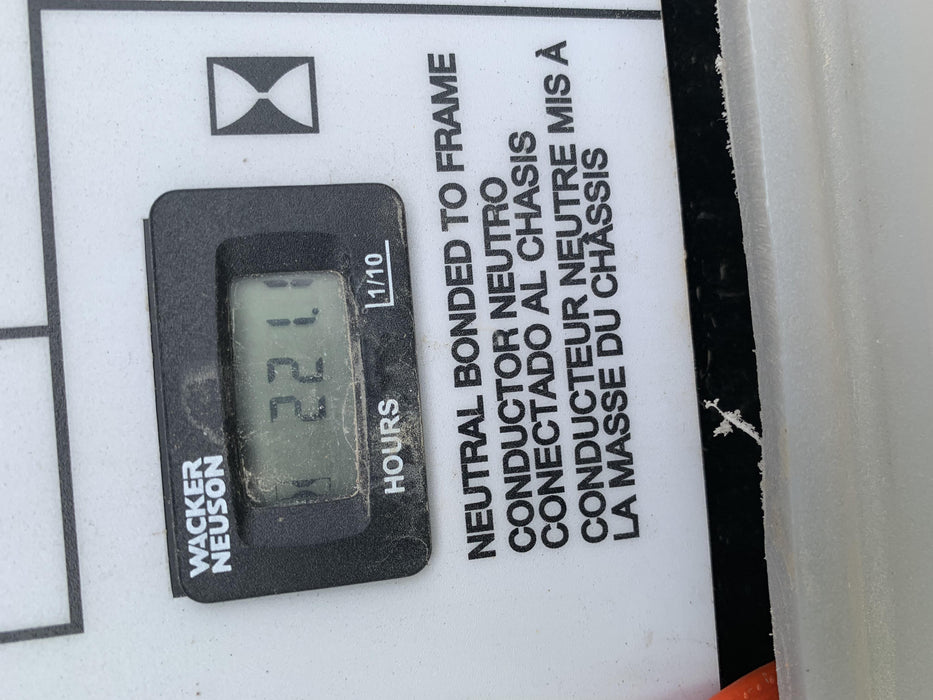 WACKER
NEUSON
221.1
HOURS 1/10
NEUTRAL BONDED TO FRAME
CONDUCTOR NEUTRO
CONECTADO AL CHASIS
CONDUCTEUR NEUTRE MIS À
LA MASSE DU CHÂSSIS